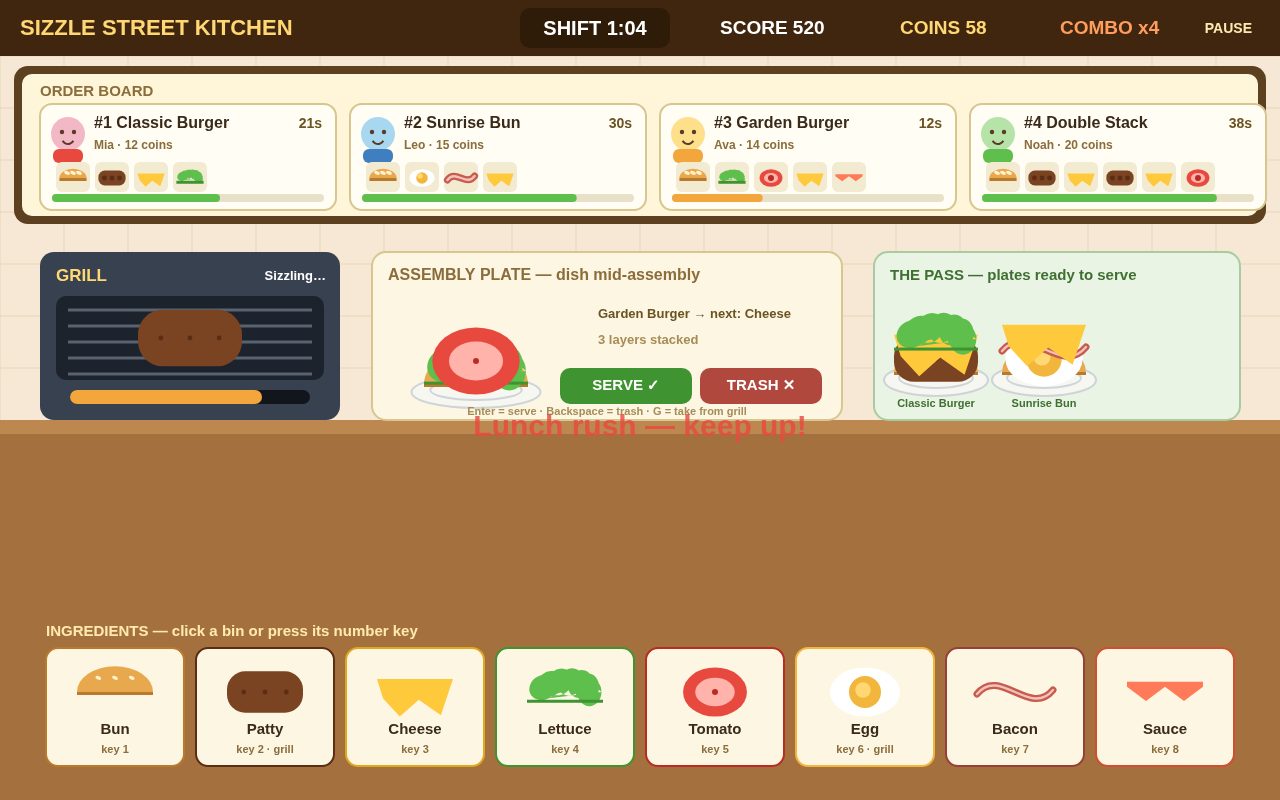 SIZZLE STREET KITCHEN
SHIFT 1:04
SCORE 520
COINS 58
COMBO x4
PAUSE
ORDER BOARD
#1 Classic Burger 21s
Mia · 12 coins
#2 Sunrise Bun 30s
Leo · 15 coins
#3 Garden Burger 12s
Ava · 14 coins
#4 Double Stack 38s
Noah · 20 coins
GRILL
Sizzling…
ASSEMBLY PLATE — dish mid-assembly
Garden Burger → next: Cheese
3 layers stacked
SERVE ✓
TRASH ✕
Enter = serve · Backspace = trash · G = take from grill
THE PASS — plates ready to serve
Classic Burger
Sunrise Bun
Lunch rush — keep up!
INGREDIENTS — click a bin or press its number key
Bun
key 1
Patty
key 2 · grill
Cheese
key 3
Lettuce
key 4
Tomato
key 5
Egg
key 6 · grill
Bacon
key 7
Sauce
key 8